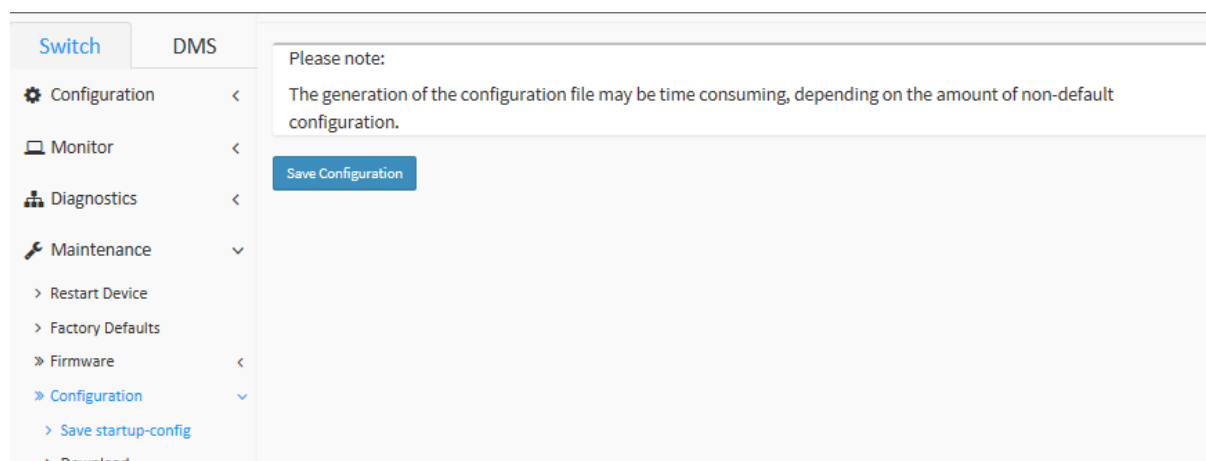 Switch
DMS
Configuration
Monitor
Diagnostics
Maintenance
Restart Device
Factory Defaults
Firmware
Configuration
Save startup-config
Please note:
The generation of the configuration file may be time consuming, depending on the amount of non-default
configuration.
Save Configuration